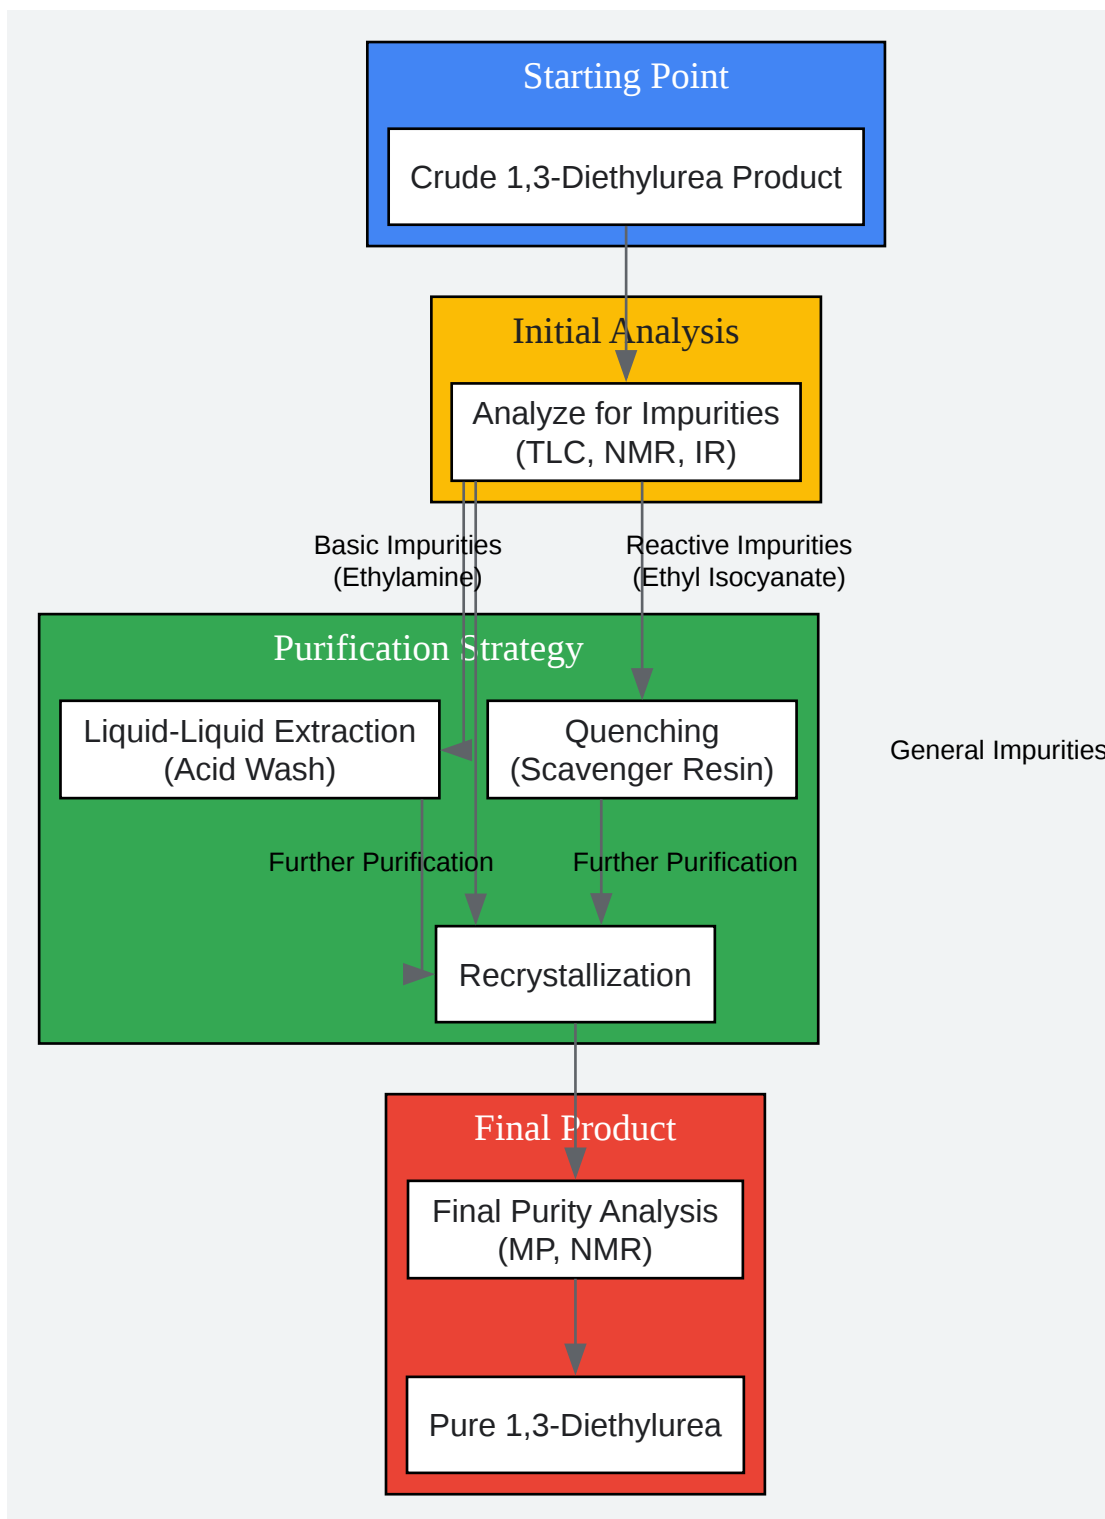 Starting Point
Crude 1,3-Diethylurea Product
Initial Analysis
Analyze for Impurities
(TLC, NMR, IR)
Basic Impurities
(Ethylamine)
Reactive Impurities
(Ethyl Isocyanate)
Purification Strategy
Liquid-Liquid Extraction
(Acid Wash)
Quenching
(Scavenger Resin)
General Impurities
Further Purification
Further Purification
Recrystallization
Final Product
Final Purity Analysis
(MP, NMR)
Pure 1,3-Diethylurea